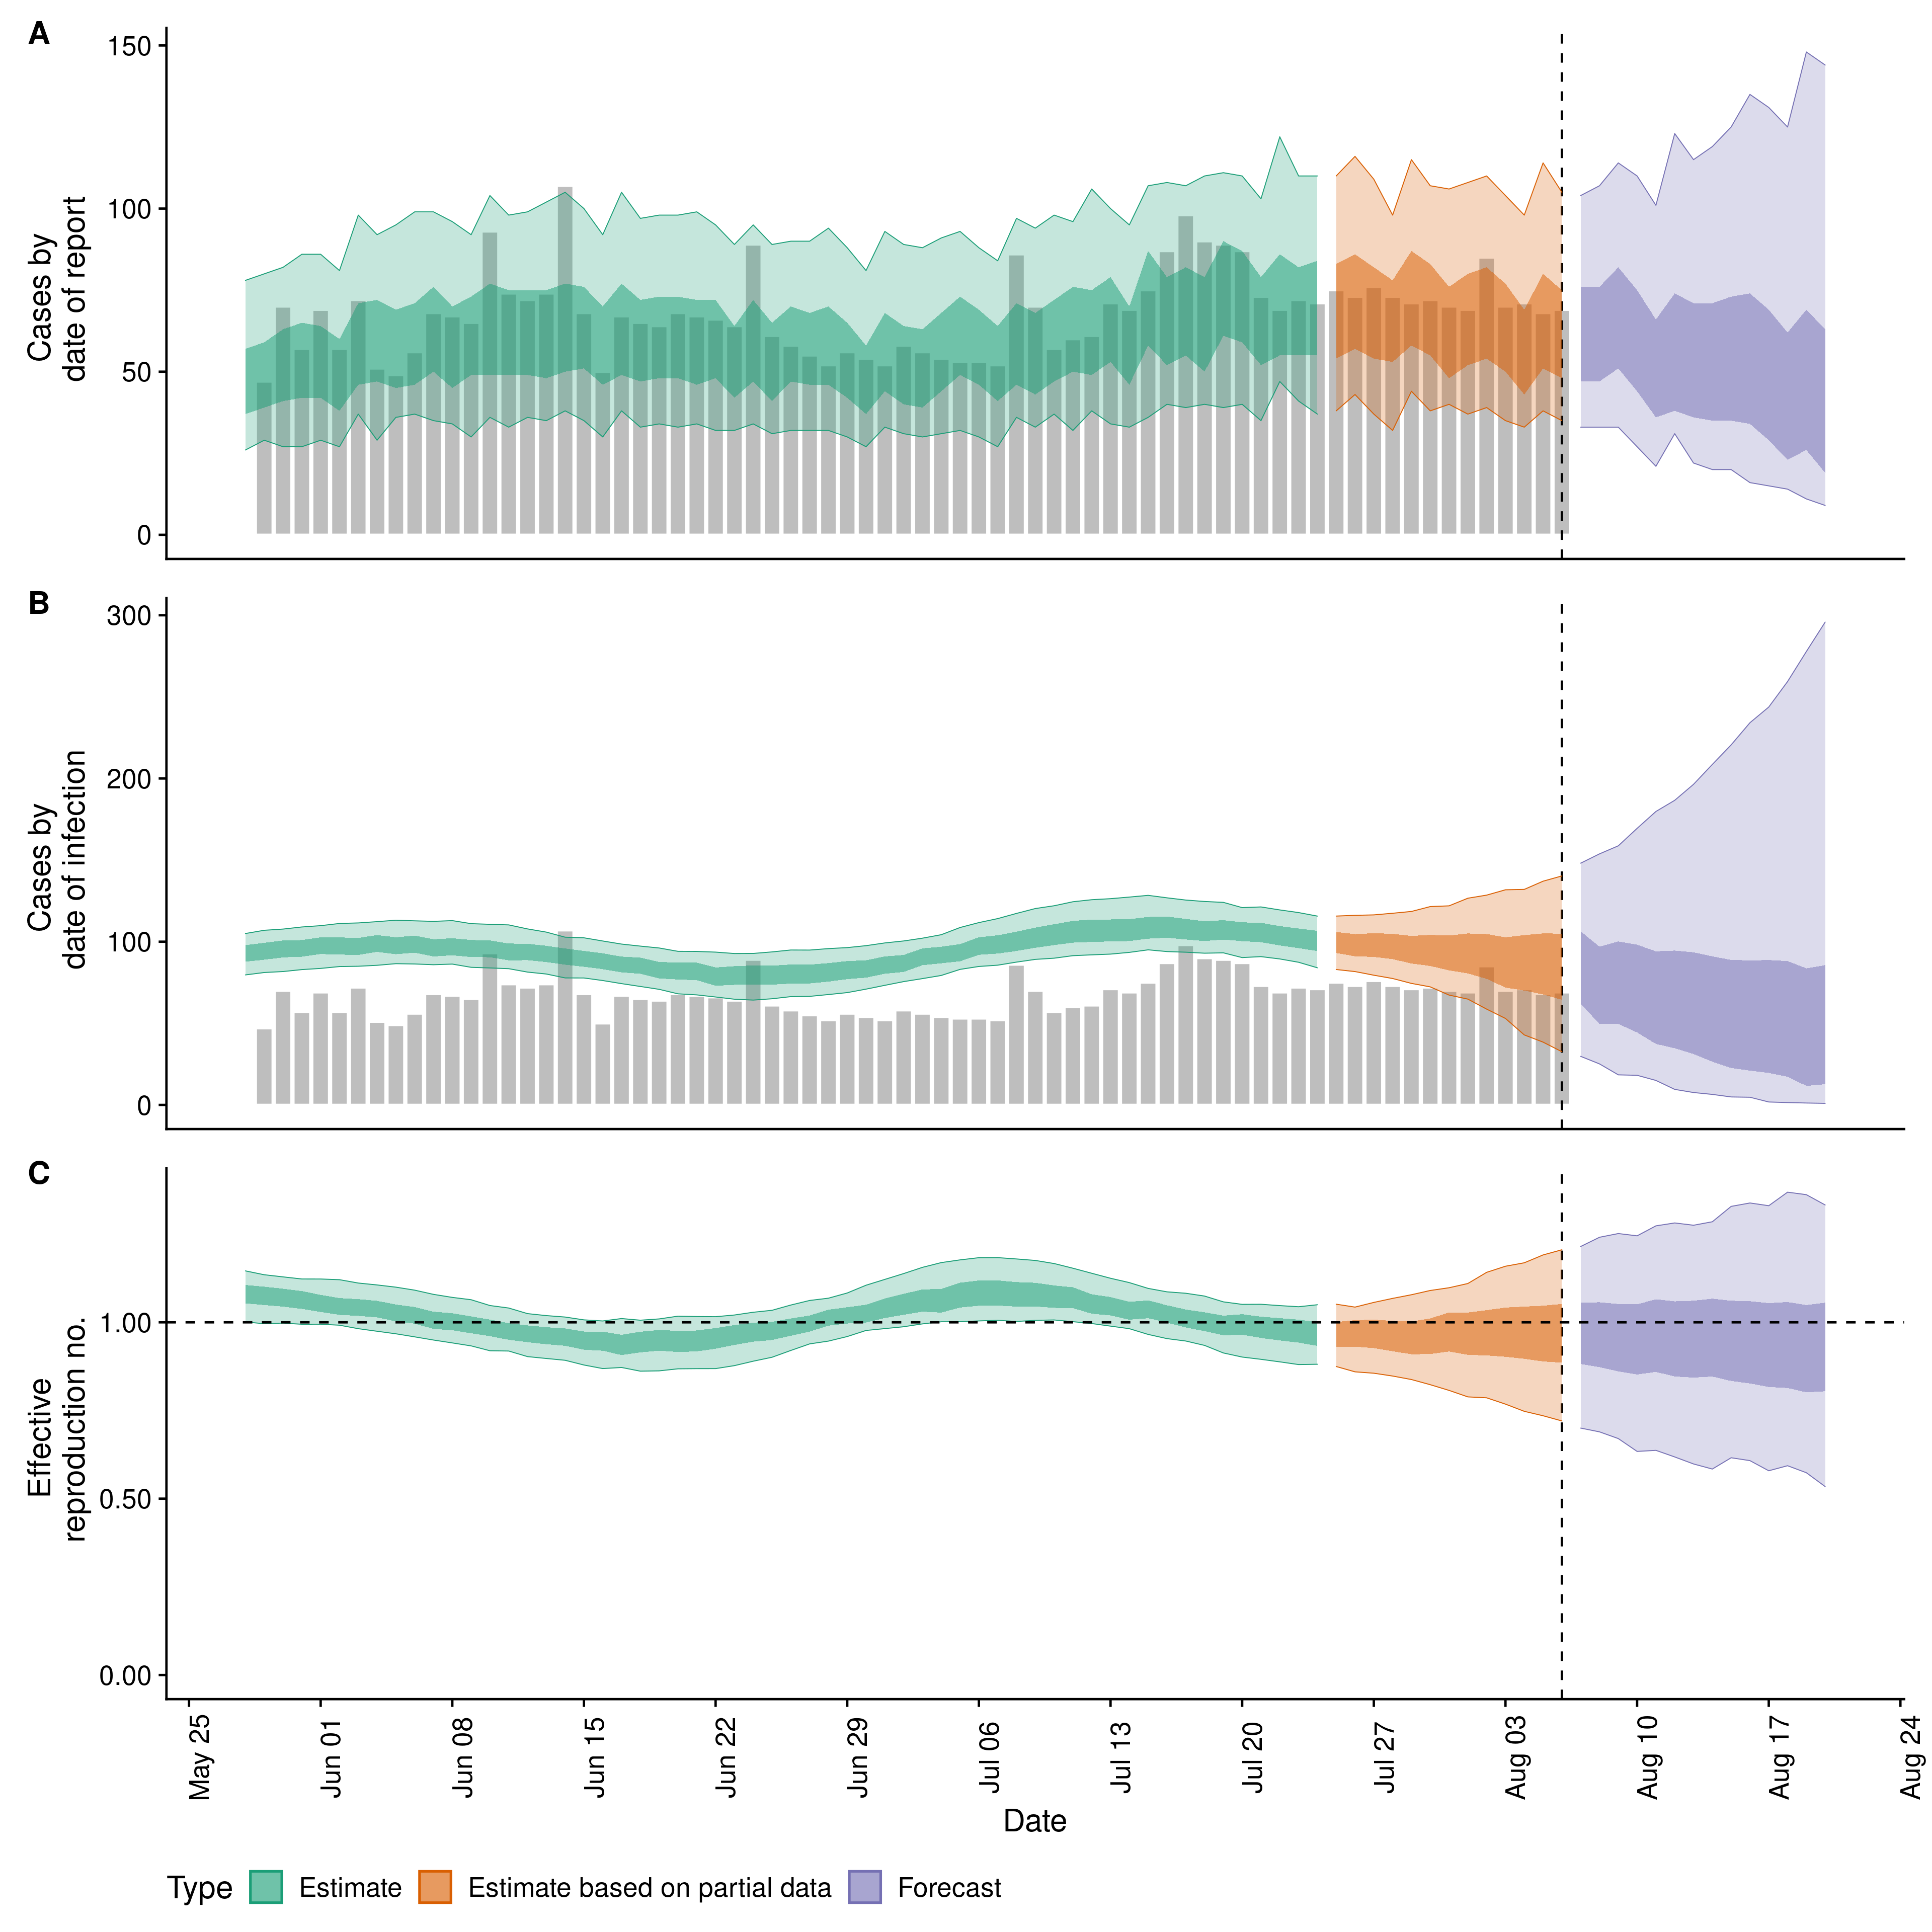 A
150
100
50
0
Cases by
date of report
B
300
200
100
0
Cases by
date of infection
C
1.00
0.50
0.00
Effective
reproduction no.
May 25
Jun 01
Jun 08
Jun 15
Jun 22
Jun 29
Jul 06
Jul 13
Jul 20
Jul 27
Aug 03
Aug 10
Aug 17
Aug 24
Date
Type Estimate Estimate based on partial data Forecast